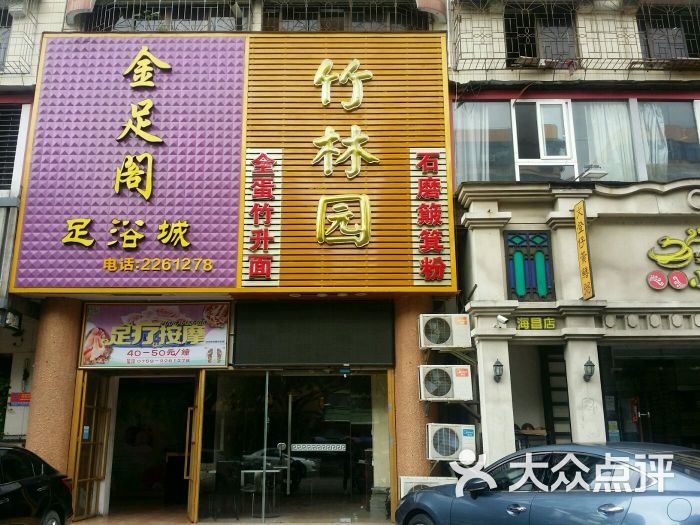 金足阁
足浴城
电话:2261278
竹林园
全蛋竹升面
石磨簸箕粉
足疗按摩
40－50元/钟
海昌店
大众点评